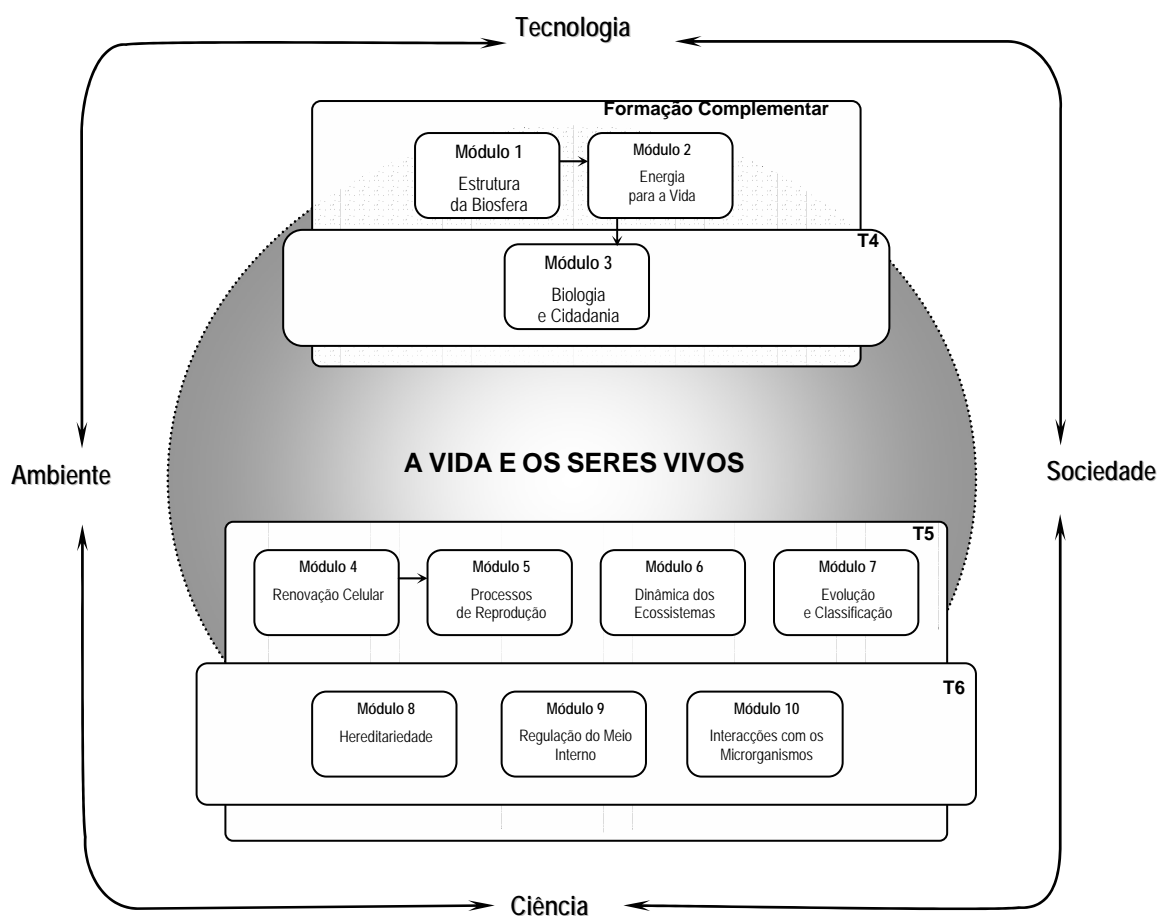 Tecnologia
Formação Complementar
Módulo 1
Estrutura
da Biosfera
Módulo 2
Energia
para a Vida
T4
Módulo 3
Biologia
e Cidadania
A VIDA E OS SERES VIVOS
Ambiente
Sociedade
T5
Módulo 4
Renovação Celular
Módulo 5
Processos
de Reprodução
Módulo 6
Dinâmica dos
Ecossistemas
Módulo 7
Evolução
e Classificação
T6
Módulo 8
Hereditariedade
Módulo 9
Regulação do Meio
Interno
Módulo 10
Interacções com os
Microrganismos
Ciência